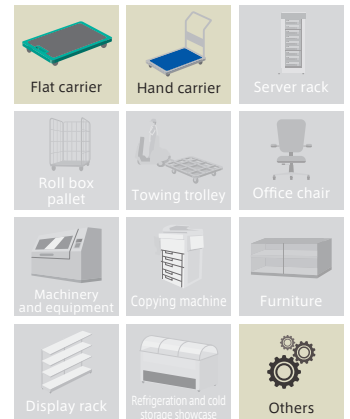 Flat carrier
Hand carrier
Server rack
Roll box
pallet
Towing trolley
Office chair
Machinery
and equipment
Copying machine
Furniture
Display rack
Refrigeration and cold
storage showcase
Others